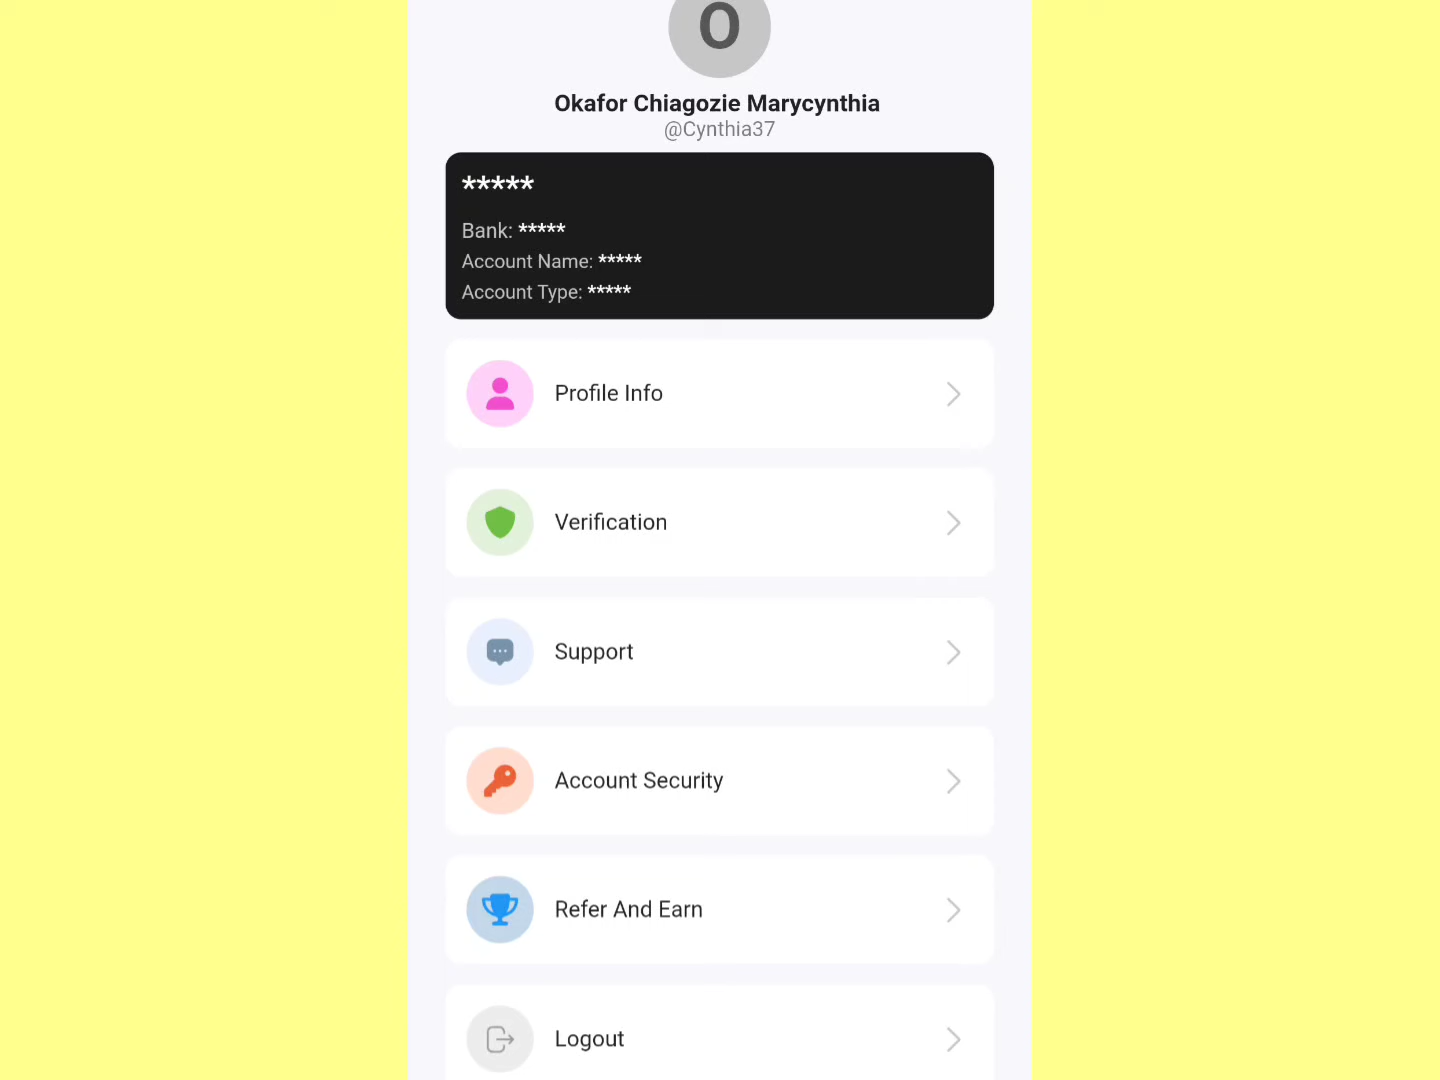 O
Okafor Chiagozie Marycynthia
@Cynthia37
*****
Bank: *****
Account Name: *****
Account Type: *****
Profile Info
Verification
Support
Account Security
Refer And Earn
Logout